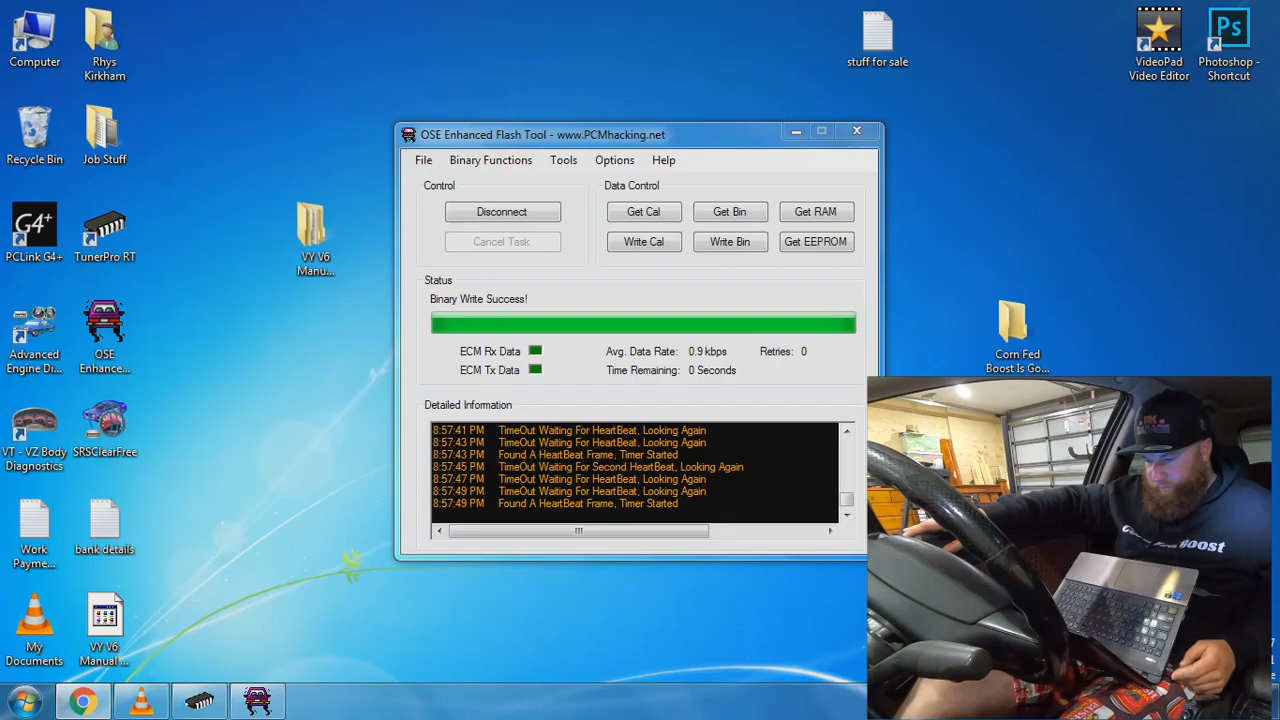 Computer
Rhys
Kirkham
stuff for sale
VideoPad
Video Editor
Ps
Photoshop -
Shortcut
Recycle Bin
Job Stuff
G4+
PCLink G4+
TunerPro RT
VY V6
Manu...
Advanced
Engine Di...
OSE
Enhance...
Corn Fed
Boost Is Go...
VT - VZ Body
Diagnostics
SRSClearFree
Work
Payme...
bank details
My
Documents
VY V6
Manual ...
OSE Enhanced Flash Tool - www.PCMhacking.net
File Binary Functions Tools Options Help
Control
Disconnect
Cancel Task
Data Control
Get Cal Get Bin Get RAM
Write Cal Write Bin Get EEPROM
Status
Binary Write Success!
ECM Rx Data Avg. Data Rate: 0.9 kbps Retries: 0
ECM Tx Data Time Remaining: 0 Seconds
Detailed Information
8:57:41 PM TimeOut Waiting For HeartBeat, Looking Again
8:57:43 PM TimeOut Waiting For HeartBeat, Looking Again
8:57:43 PM Found A HeartBeat Frame, Timer Started
8:57:45 PM TimeOut Waiting For Second HeartBeat, Looking Again
8:57:47 PM TimeOut Waiting For HeartBeat, Looking Again
8:57:49 PM TimeOut Waiting For HeartBeat, Looking Again
8:57:49 PM Found A HeartBeat Frame, Timer Started
Boost